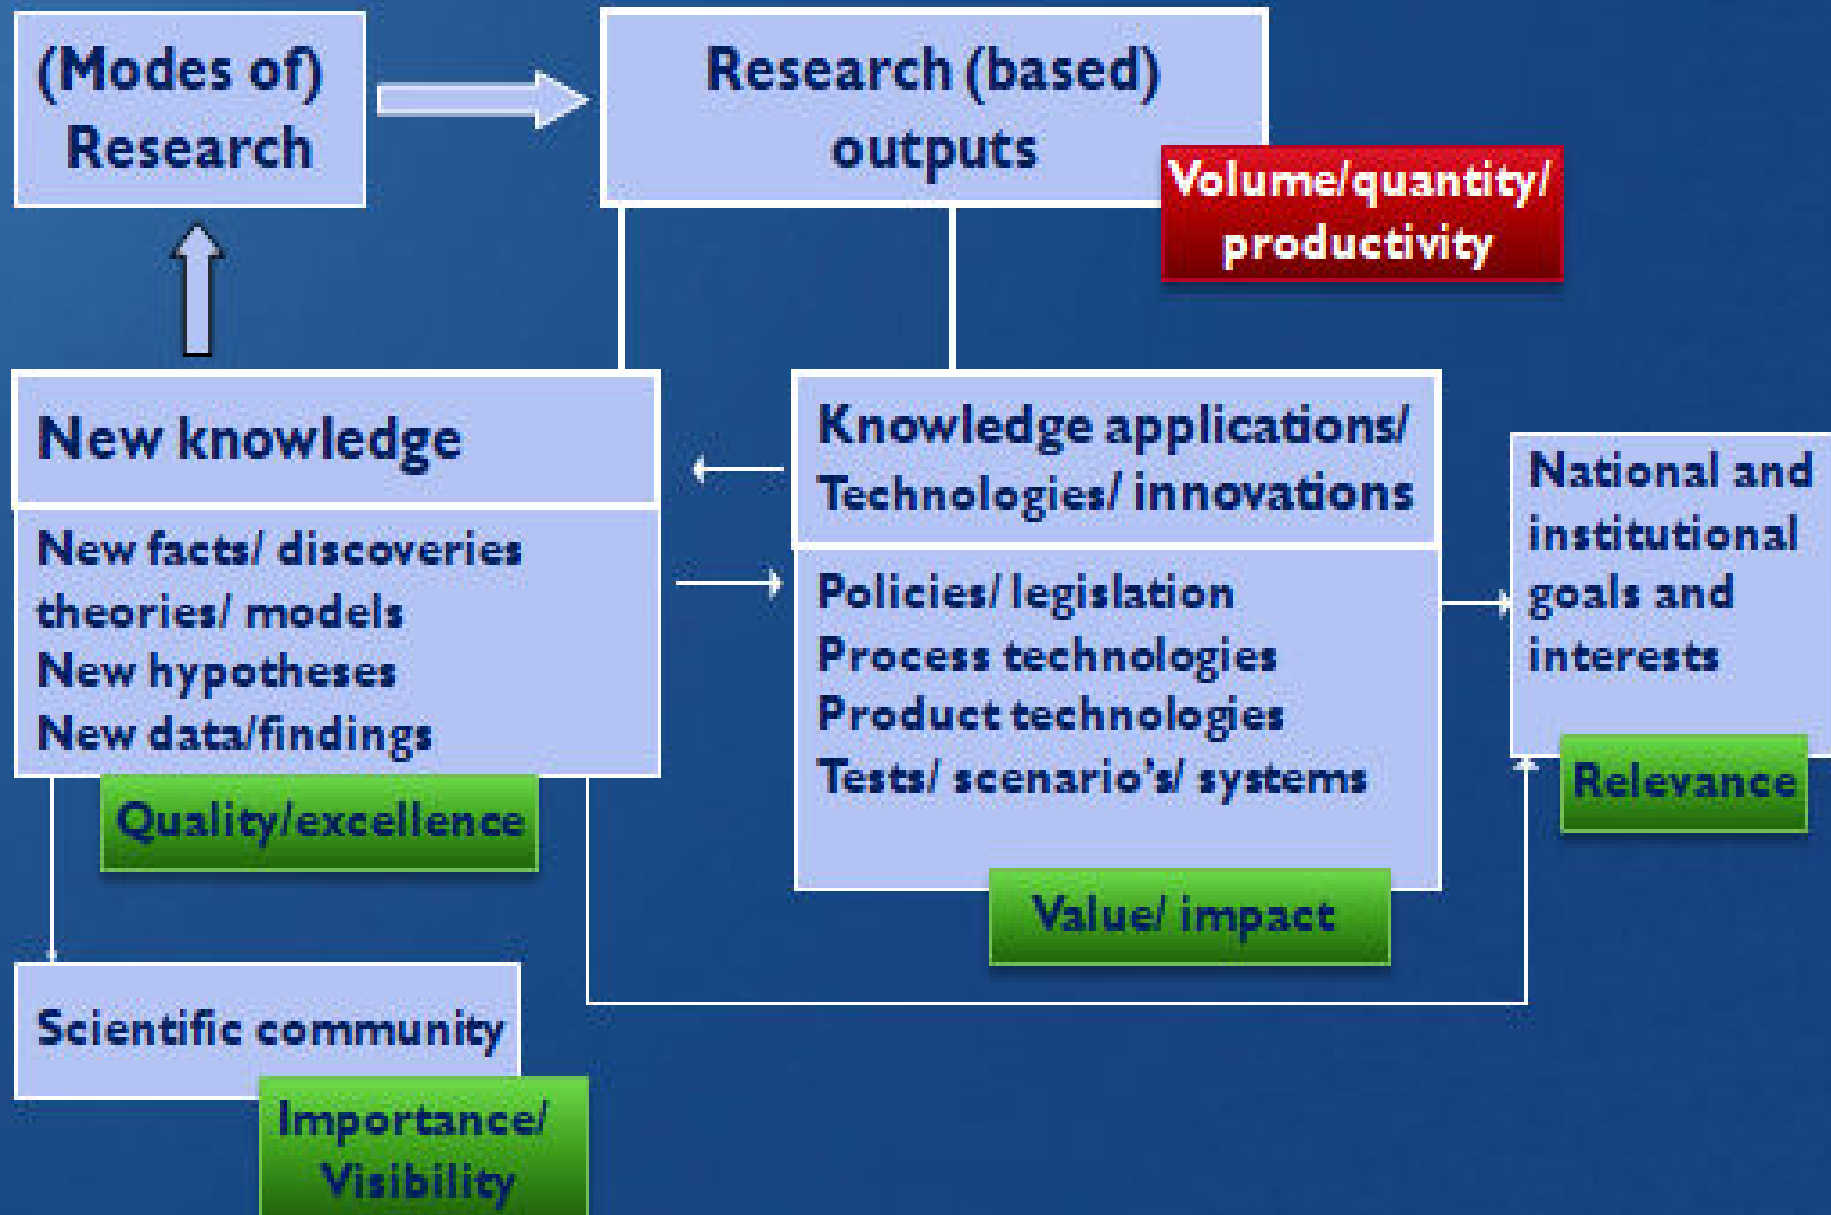 (Modes of)
Research
Research (based)
outputs
Volume/quantity/
productivity
New knowledge
New facts/ discoveries
theories/ models
New hypotheses
New data/findings
Quality/excellence
Knowledge applications/
Technologies/ innovations
Policies/ legislation
Process technologies
Product technologies
Tests/ scenario's/ systems
Value/ impact
National and
institutional
goals and
interests
Relevance
Scientific community
Importance/
Visibility